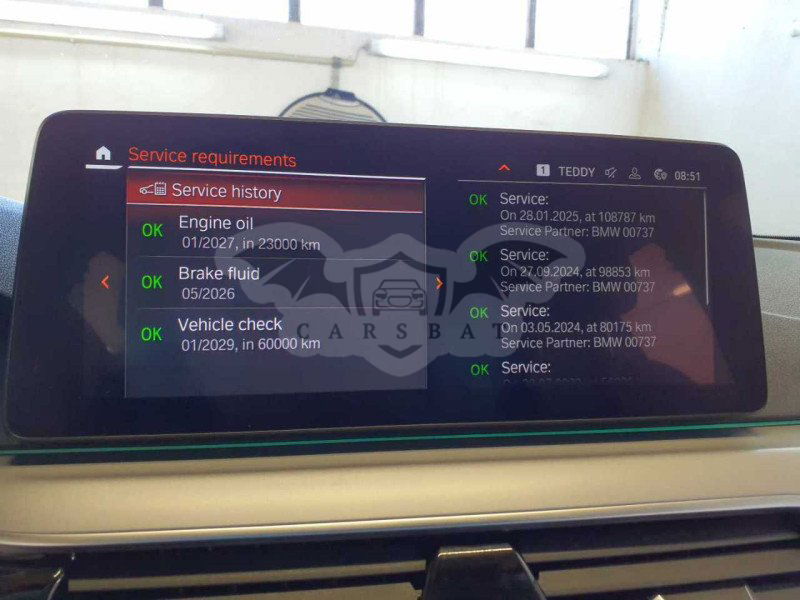 Service requirements
1 TEDDY 08:51
Service history
Engine oil
OK
01/2027, in 23000 km
Brake fluid
OK
05/2026
Vehicle check
OK
01/2029, in 60000 km
OK Service:
On 28.01.2025, at 108787 km
Service Partner: BMW 00737
OK Service:
On 27.09.2024, at 98853 km
Service Partner: BMW 00737
OK Service:
On 03.05.2024, at 80175 km
Service Partner: BMW 00737
OK Service:
CARSBAT